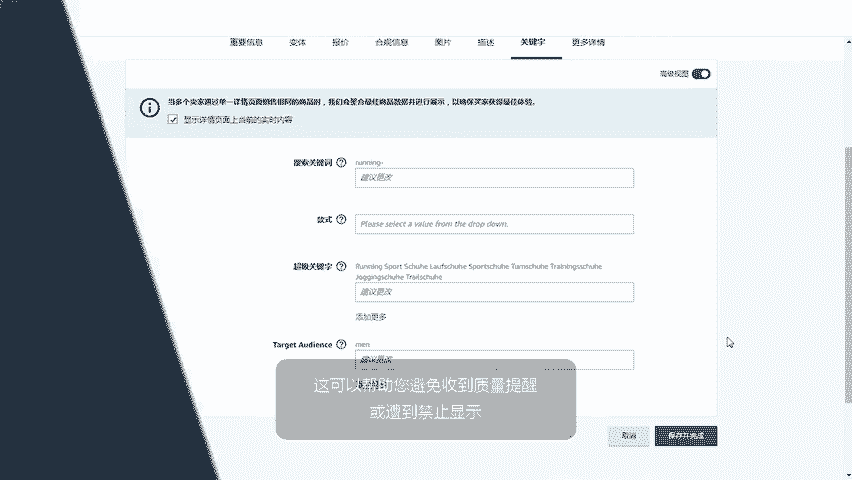 重要信息 变体 报价 合规信息 图片 描述 关键字 更多详情
高级视图
当多个卖家通过单一详情页面销售相同的商品时，我们会整合最佳商品数据并进行展示，以确保买家获得最佳体验。
显示详情页面上当前的实时内容
搜索关键词 running-
建议更改
款式 Please select a value from the drop down.
超级关键字 Running Sport Schuhe Laufschuhe Sportschuhe Turnschuhe Trainingsschuhe
Joggingschuhe Trailschuhe
建议更改
添加更多
Target Audience men
建议更改
这可以帮助您避免收到质量提醒
或遭到禁止显示
取消 保存并完成